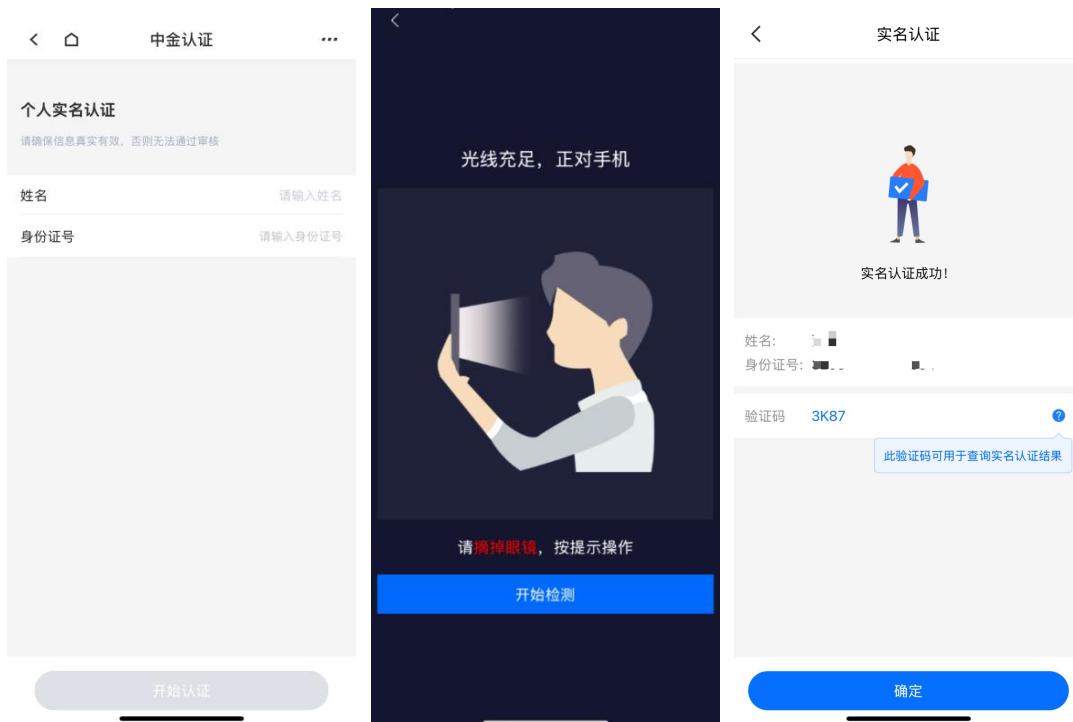 中金认证
个人实名认证
请确保信息真实有效，否则无法通过审核
姓名 请输入姓名
身份证号 请输入身份证号
开始认证
光线充足，正对手机
请摘掉眼镜，按提示操作
开始检测
实名认证
实名认证成功！
姓名：
身份证号：
验证码 3K87
此验证码可用于查询实名认证结果
确定